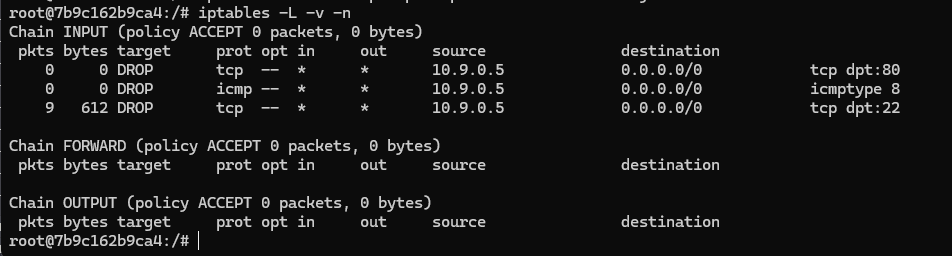 root@7b9c162b9ca4:/# iptables -L -v -n
Chain INPUT (policy ACCEPT 0 packets, 0 bytes)
 pkts bytes target     prot opt in     out     source               destination
    0     0 DROP       tcp  --  *      *       10.9.0.5             0.0.0.0/0            tcp dpt:80
    0     0 DROP       icmp --  *      *       10.9.0.5             0.0.0.0/0            icmptype 8
    9   612 DROP       tcp  --  *      *       10.9.0.5             0.0.0.0/0            tcp dpt:22

Chain FORWARD (policy ACCEPT 0 packets, 0 bytes)
 pkts bytes target     prot opt in     out     source               destination

Chain OUTPUT (policy ACCEPT 0 packets, 0 bytes)
 pkts bytes target     prot opt in     out     source               destination
root@7b9c162b9ca4:/#